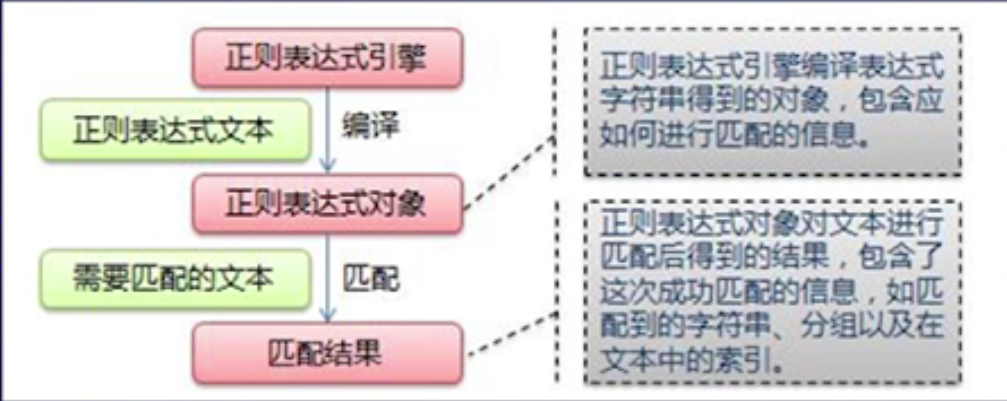 正则表达式引擎
正则表达式文本
编译
正则表达式对象
需要匹配的文本
匹配
匹配结果
正则表达式引擎编译表达式
字符串得到的对象，包含应
如何进行匹配的信息。
正则表达式对象对文本进行
匹配后得到的结果，包含了
这次成功匹配的信息，如匹
配到的字符串、分组以及在
文本中的索引。